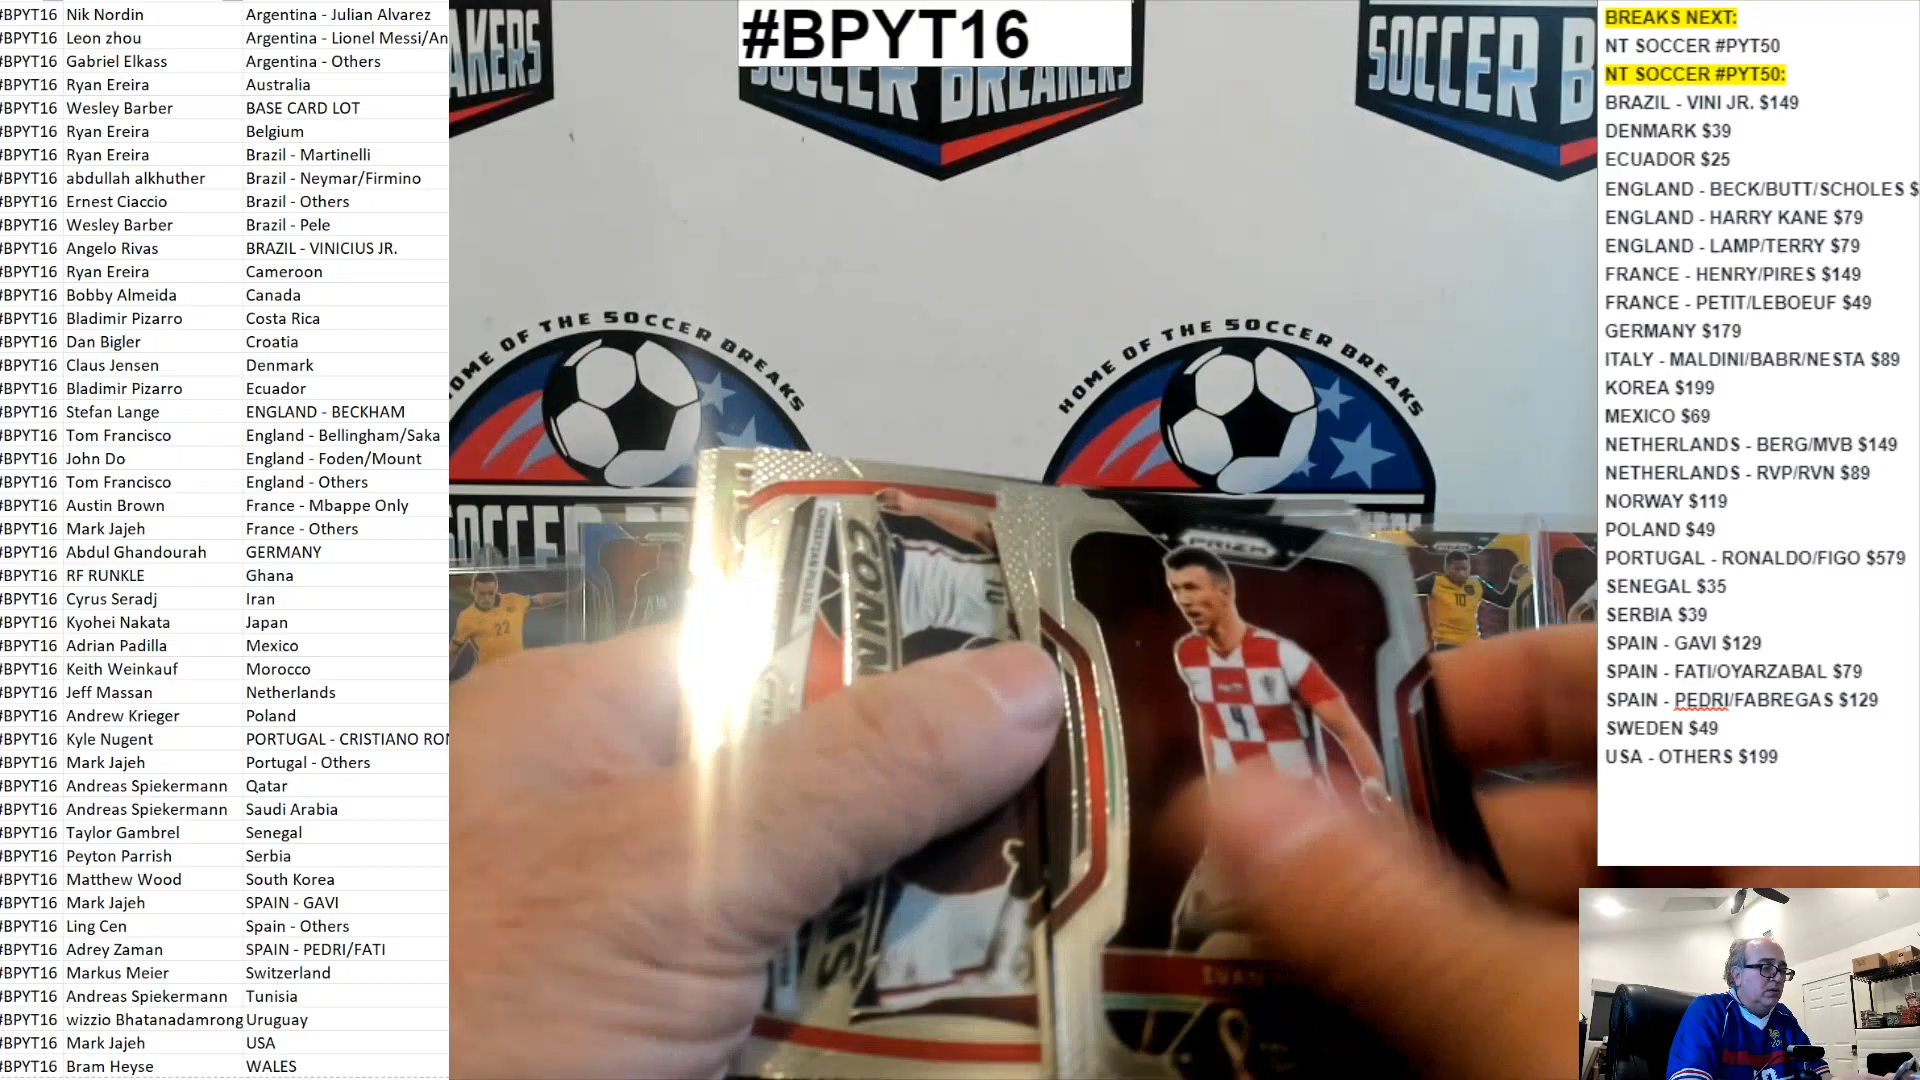 #BPYT16 Nik Nordin Argentina - Julian Alvarez
#BPYT16 Leon zhou Argentina - Lionel Messi/An
#BPYT16 Gabriel Elkass Argentina - Others
#BPYT16 Ryan Ereira Australia
#BPYT16 Wesley Barber BASE CARD LOT
#BPYT16 Ryan Ereira Belgium
#BPYT16 Ryan Ereira Brazil - Martinelli
#BPYT16 abdullah alkhuther Brazil - Neymar/Firmino
#BPYT16 Ernest Ciaccio Brazil - Others
#BPYT16 Wesley Barber Brazil - Pele
#BPYT16 Angelo Rivas BRAZIL - VINICIUS JR.
#BPYT16 Ryan Ereira Cameroon
#BPYT16 Bobby Almeida Canada
#BPYT16 Bladimir Pizarro Costa Rica
#BPYT16 Dan Bigler Croatia
#BPYT16 Claus Jensen Denmark
#BPYT16 Bladimir Pizarro Ecuador
#BPYT16 Stefan Lange ENGLAND - BECKHAM
#BPYT16 Tom Francisco England - Bellingham/Saka
#BPYT16 John Do England - Foden/Mount
#BPYT16 Tom Francisco England - Others
#BPYT16 Austin Brown France - Mbappe Only
#BPYT16 Mark Jajeh France - Others
#BPYT16 Abdul Ghandourah GERMANY
#BPYT16 RF RUNKLE Ghana
#BPYT16 Cyrus Seradj Iran
#BPYT16 Kyohei Nakata Japan
#BPYT16 Adrian Padilla Mexico
#BPYT16 Keith Weinkauf Morocco
#BPYT16 Jeff Massan Netherlands
#BPYT16 Andrew Krieger Poland
#BPYT16 Kyle Nugent PORTUGAL - CRISTIANO RON
#BPYT16 Mark Jajeh Portugal - Others
#BPYT16 Andreas Spiekermann Qatar
#BPYT16 Andreas Spiekermann Saudi Arabia
#BPYT16 Taylor Gambrel Senegal
#BPYT16 Peyton Parrish Serbia
#BPYT16 Matthew Wood South Korea
#BPYT16 Mark Jajeh SPAIN - GAVI
#BPYT16 Ling Cen Spain - Others
#BPYT16 Adrey Zaman SPAIN - PEDRI/FATI
#BPYT16 Markus Meier Switzerland
#BPYT16 Andreas Spiekermann Tunisia
#BPYT16 wizzio Bhatanadamrong Uruguay
#BPYT16 Mark Jajeh USA
#BPYT16 Bram Heyse WALES
#BPYT16
AKERS
SOCCER BREAKERS
SOCCER B
HOME OF THE SOCCER BREAKS
HOME OF THE SOCCER BREAKS
SOCCER
PRIZM
IVAN
4
22
10
BREAKS NEXT:
NT SOCCER #PYT50
NT SOCCER #PYT50:
BRAZIL - VINI JR. $149
DENMARK $39
ECUADOR $25
ENGLAND - BECK/BUTT/SCHOLES $
ENGLAND - HARRY KANE $79
ENGLAND - LAMP/TERRY $79
FRANCE - HENRY/PIRES $149
FRANCE - PETIT/LEBOEUF $49
GERMANY $179
ITALY - MALDINI/BABR/NESTA $89
KOREA $199
MEXICO $69
NETHERLANDS - BERG/MVB $149
NETHERLANDS - RVP/RVN $89
NORWAY $119
POLAND $49
PORTUGAL - RONALDO/FIGO $579
SENEGAL $35
SERBIA $39
SPAIN - GAVI $129
SPAIN - FATI/OYARZABAL $79
SPAIN - PEDRI/FABREGAS $129
SWEDEN $49
USA - OTHERS $199